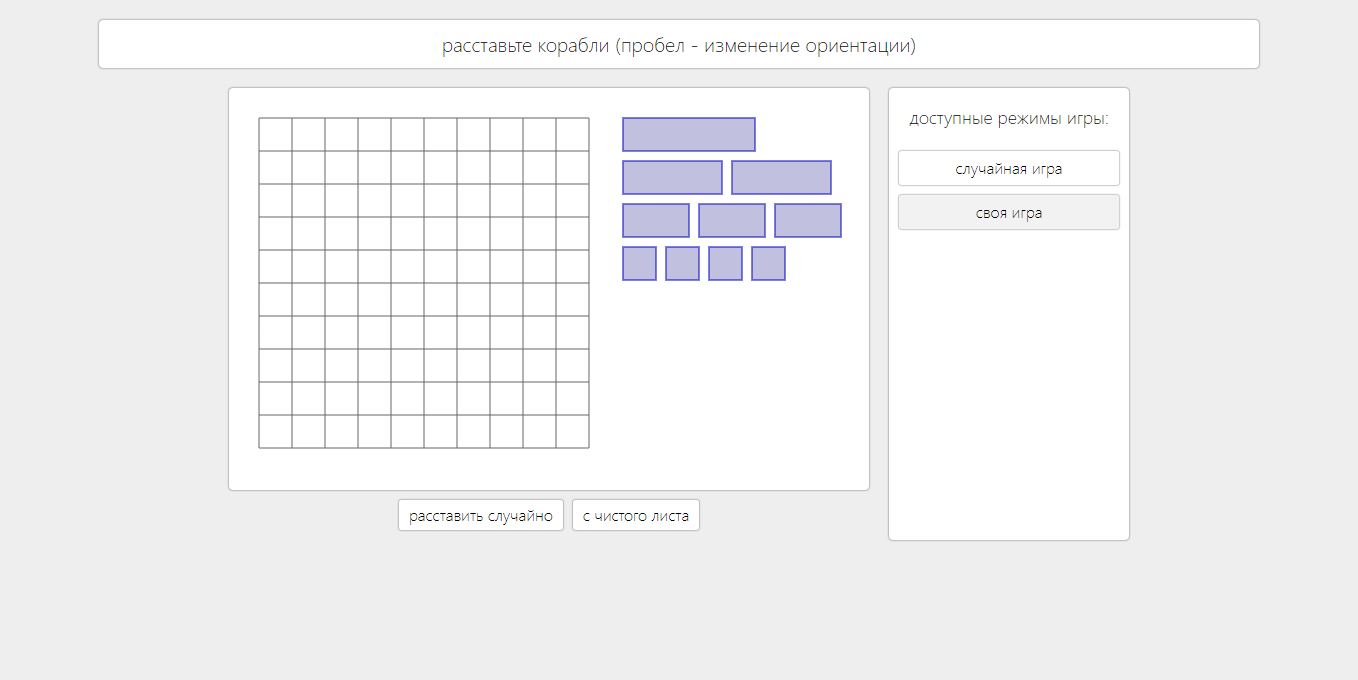 расставьте корабли (пробел - изменение ориентации)
доступные режимы игры:
случайная игра
своя игра
расставить случайно
с чистого листа